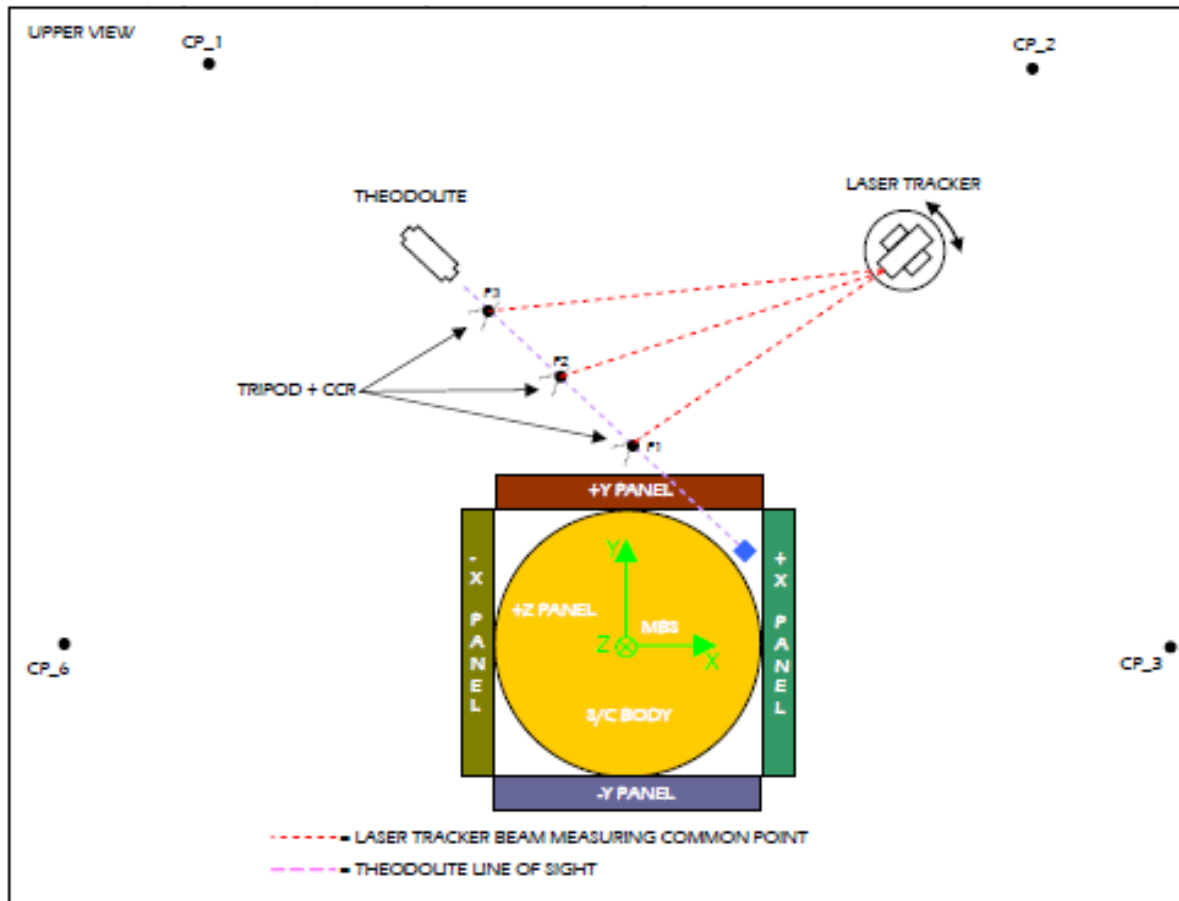 UPPER VIEW
CP_1
CP_2
LASER TRACKER
THEODOLITE
P3
P2
TRIPOD + CCR
P1
+Y PANEL
-X PANEL
+X PANEL
Y
+Z PANEL
MBS
Z
X
CP_6
CP_3
S/C BODY
-Y PANEL
= LASER TRACKER BEAM MEASURING COMMON POINT
= THEODOLITE LINE OF SIGHT